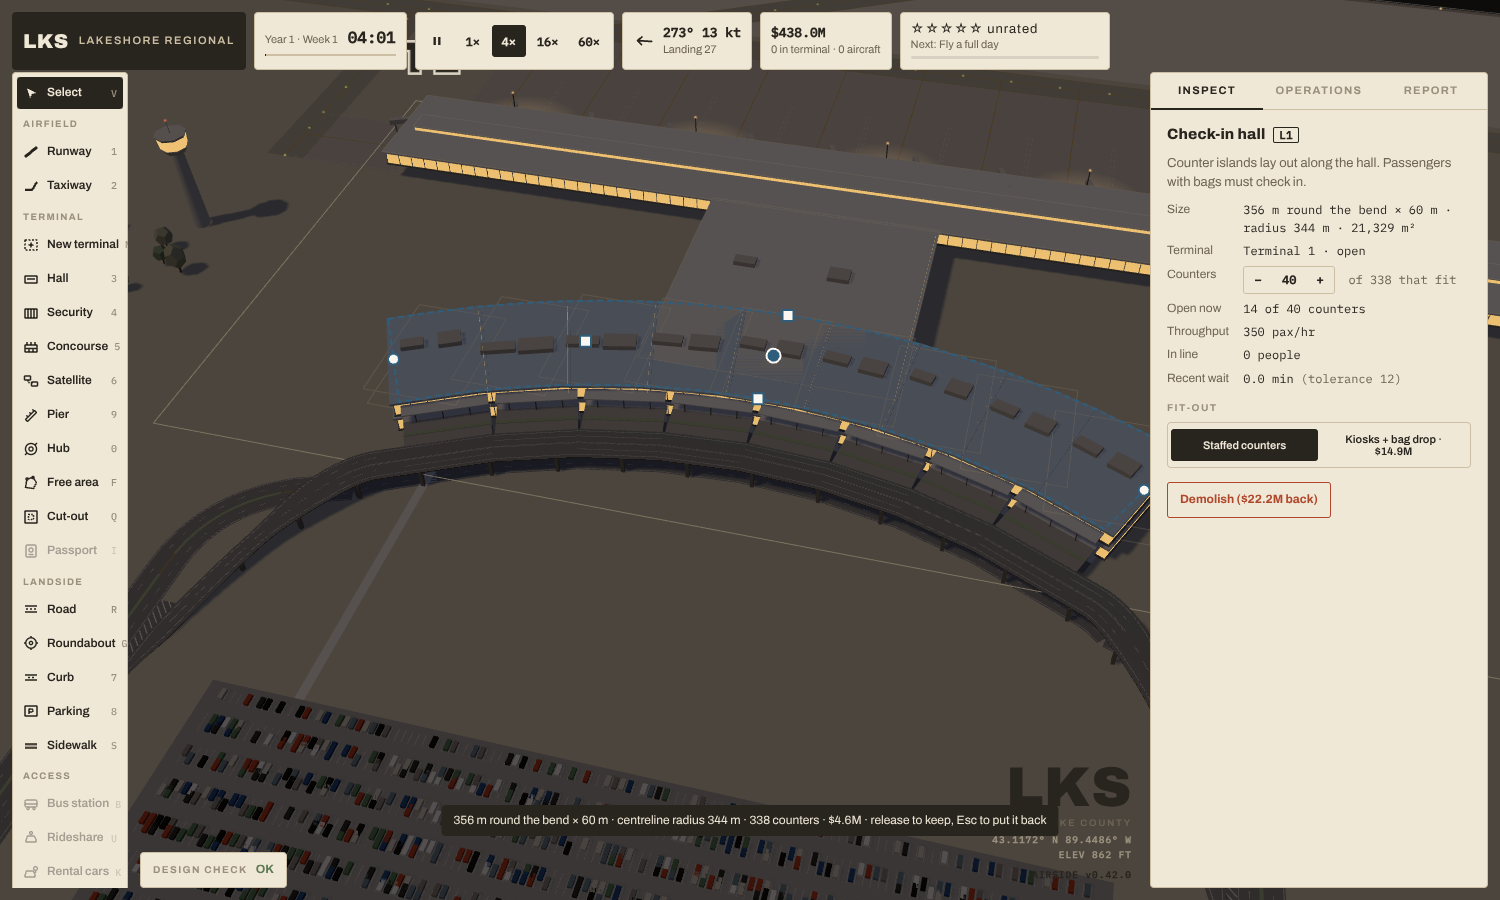 LKS LAKESHORE REGIONAL
Year 1 · Week 1 04:01
1× 4× 16× 60×
273° 13 kt
Landing 27
$438.0M
0 in terminal · 0 aircraft
☆☆☆☆☆ unrated
Next: Fly a full day
Select V
AIRFIELD
Runway 1
Taxiway 2
TERMINAL
New terminal
Hall 3
Security 4
Concourse 5
Satellite 6
Pier 9
Hub 0
Free area F
Cut-out Q
Passport I
LANDSIDE
Road R
Roundabout G
Curb 7
Parking 8
Sidewalk S
ACCESS
Bus station B
Rideshare U
Rental cars K
DESIGN CHECK OK
356 m round the bend × 60 m · centreline radius 344 m · 338 counters · $4.6M · release to keep, Esc to put it back
LKS
43.1172° N 89.4486° W
ELEV 862 FT
AIRSIDE v0.42.0
INSPECT OPERATIONS REPORT
Check-in hall L1
Counter islands lay out along the hall. Passengers
with bags must check in.
Size 356 m round the bend × 60 m ·
radius 344 m · 21,329 m²
Terminal Terminal 1 · open
Counters − 40 + of 338 that fit
Open now 14 of 40 counters
Throughput 350 pax/hr
In line 0 people
Recent wait 0.0 min (tolerance 12)
FIT-OUT
Staffed counters
Kiosks + bag drop ·
$14.9M
Demolish ($22.2M back)